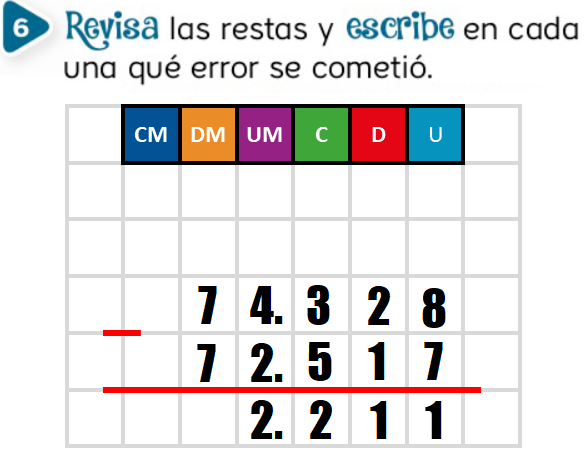 6 Revisa las restas y escribe en cada
una qué error se cometió.
CM DM UM C D U
7 4. 3 2 8
7 2. 5 1 7
2. 2 1 1